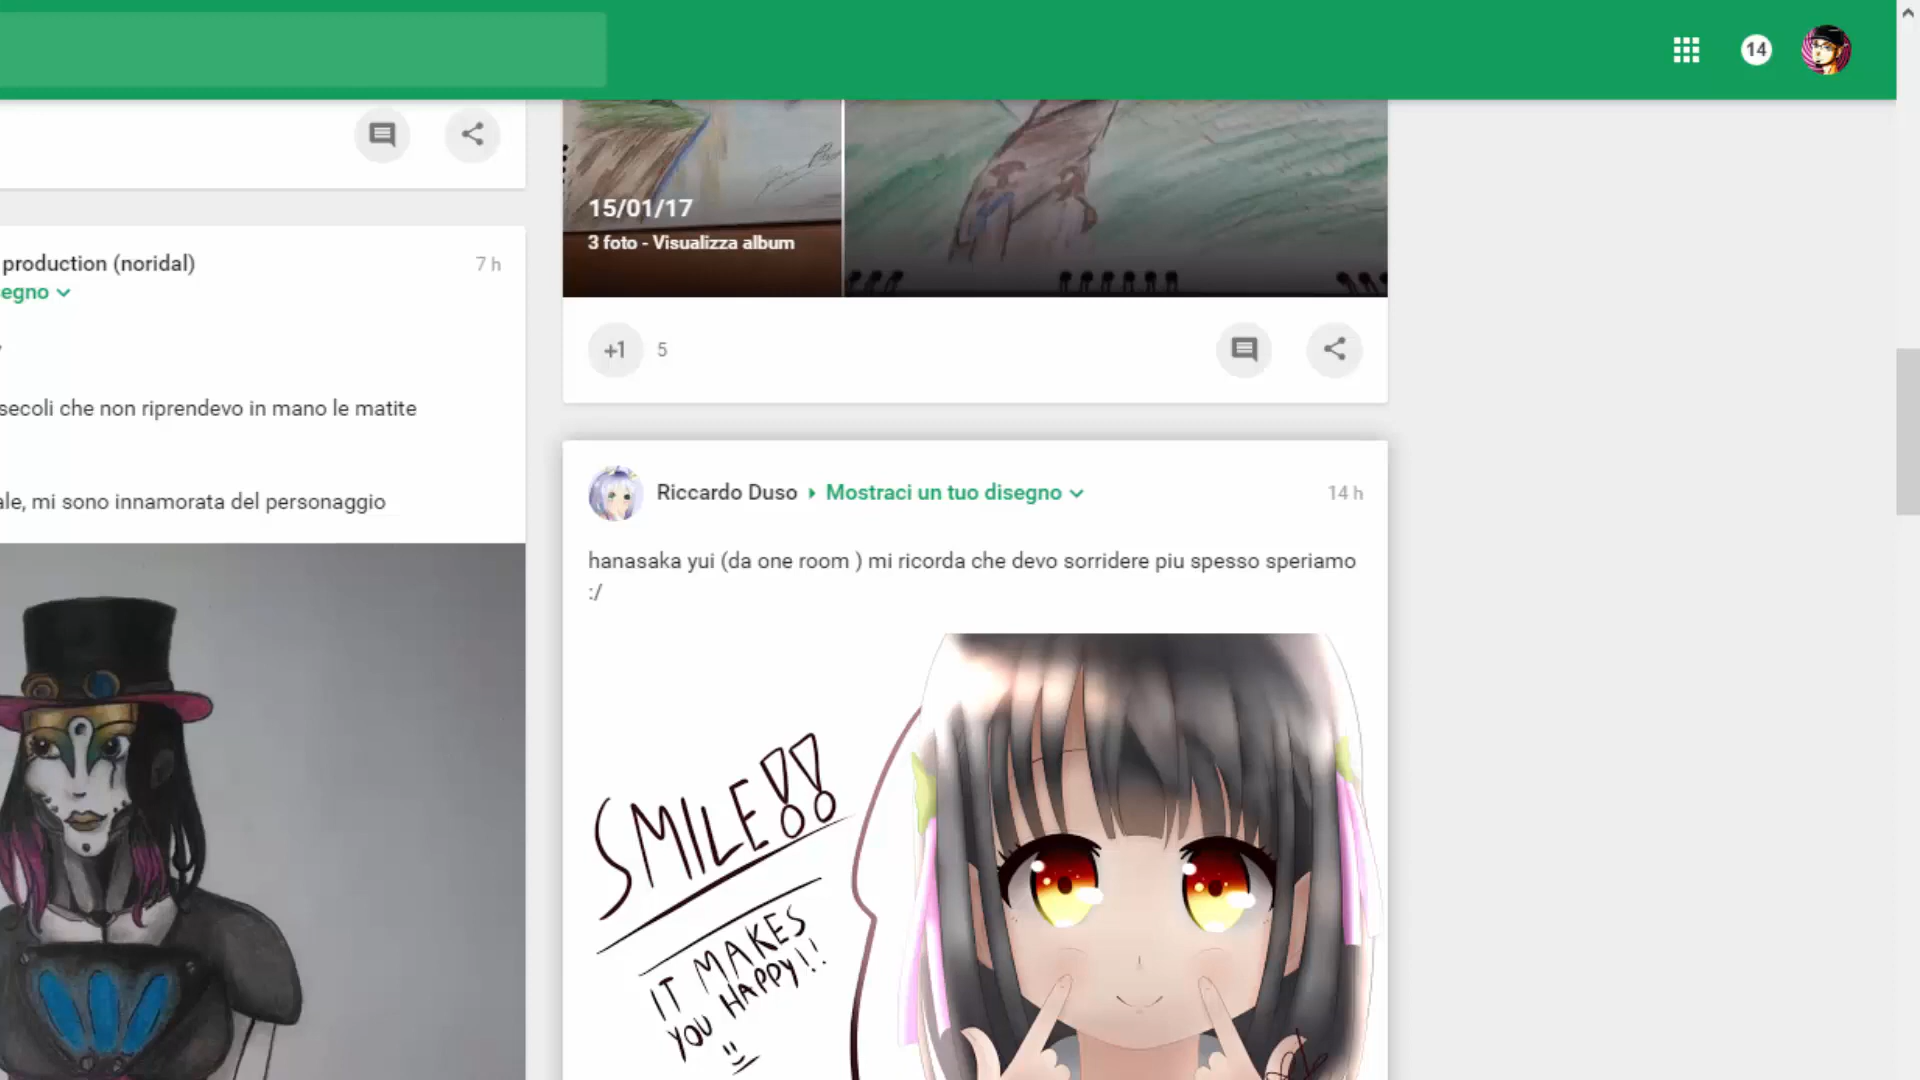 14
15/01/17
3 foto - Visualizza album
production (noridal)
7 h
egno
+1
5
secoli che non riprendevo in mano le matite
ale, mi sono innamorata del personaggio
Riccardo Duso
Mostraci un tuo disegno
14 h
hanasaka yui (da one room ) mi ricorda che devo sorridere piu spesso speriamo
:/
SMILE!!
IT MAKES
YOU HAPPY!!